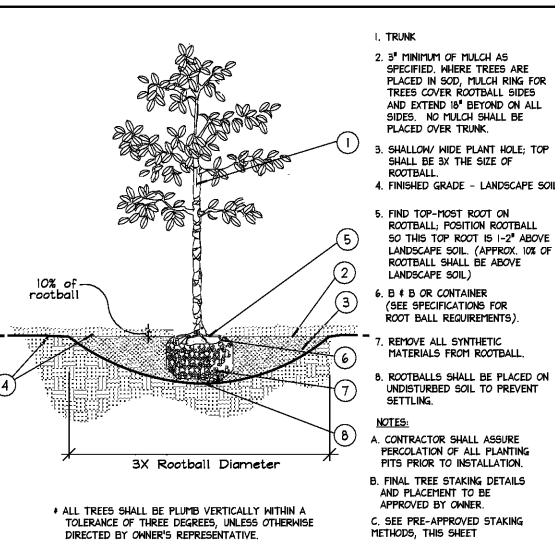 1. TRUNK
2. 3" MINIMUM OF MULCH AS
SPECIFIED. WHERE TREES ARE
PLACED IN SOD, MULCH RING FOR
TREES COVER ROOTBALL SIDES
AND EXTEND 18" BEYOND ON ALL
SIDES. NO MULCH SHALL BE
PLACED OVER TRUNK.
3. SHALLOW/ WIDE PLANT HOLE; TOP
SHALL BE 3X THE SIZE OF
ROOTBALL.
4. FINISHED GRADE - LANDSCAPE SOIL
5. FIND TOP-MOST ROOT ON
ROOTBALL; POSITION ROOTBALL
SO THIS TOP ROOT IS 1-2" ABOVE
LANDSCAPE SOIL. (APPROX. 10% OF
ROOTBALL SHALL BE ABOVE
LANDSCAPE SOIL)
6. B & B OR CONTAINER
(SEE SPECIFICATIONS FOR
ROOT BALL REQUIREMENTS).
7. REMOVE ALL SYNTHETIC
MATERIALS FROM ROOTBALL.
8. ROOTBALLS SHALL BE PLACED ON
UNDISTURBED SOIL TO PREVENT
SETTLING.
NOTES:
A. CONTRACTOR SHALL ASSURE
PERCOLATION OF ALL PLANTING
PITS PRIOR TO INSTALLATION.
B. FINAL TREE STAKING DETAILS
AND PLACEMENT TO BE
APPROVED BY OWNER.
C. SEE PRE-APPROVED STAKING
METHODS, THIS SHEET
1
5
2
3
6
7
8
4
10% of
rootball
3X Rootball Diameter
* ALL TREES SHALL BE PLUMB VERTICALLY WITHIN A
TOLERANCE OF THREE DEGREES, UNLESS OTHERWISE
DIRECTED BY OWNER'S REPRESENTATIVE.